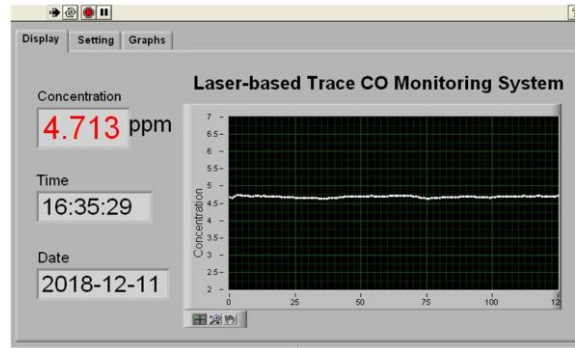 Display Setting Graphs
Laser-based Trace CO Monitoring System
Concentration
4.713 ppm
Time
16:35:29
Date
2018-12-11
Concentration
7
6.5
6
5.5
5
4.5
4
3.5
3
2.5
2
0 25 50 75 100